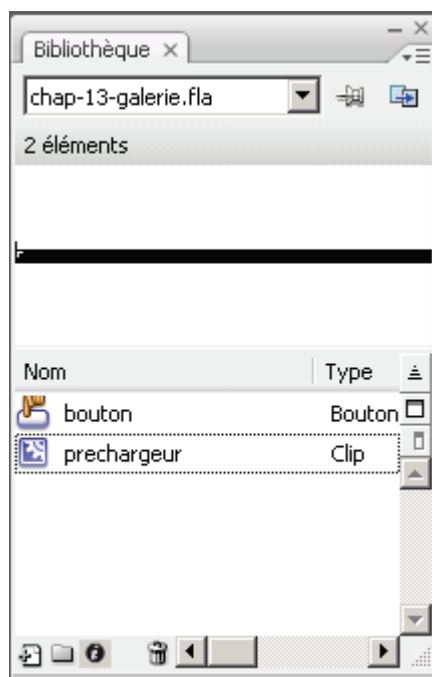 Bibliothèque
chap-13-galerie.fla
2 éléments
Nom Type
bouton Bouton
prechargeur Clip